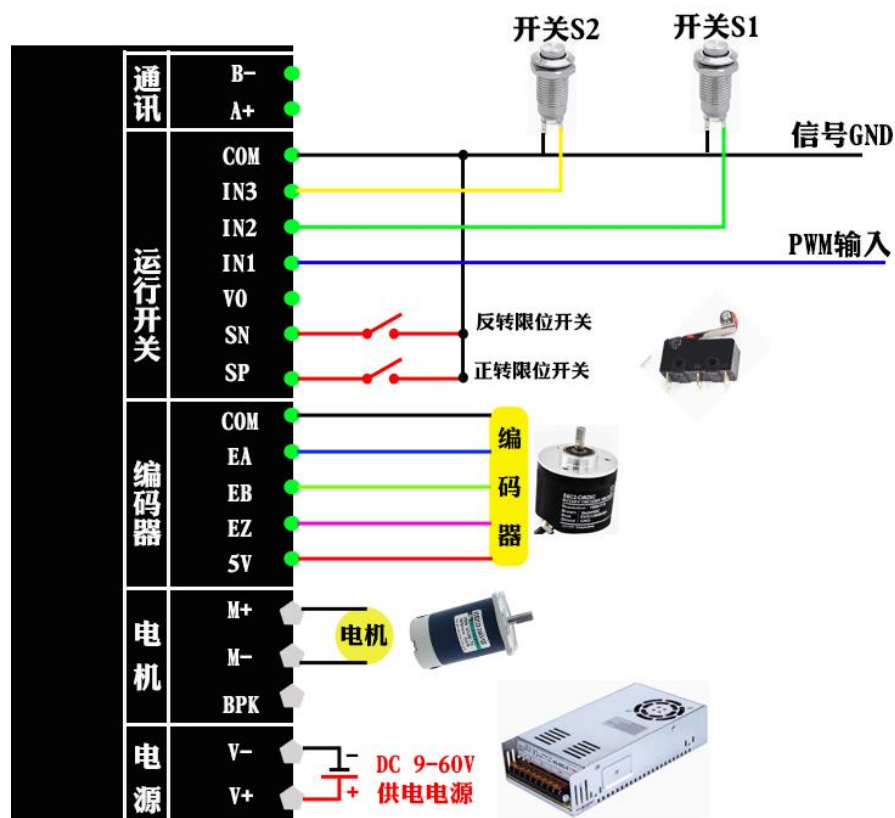 开关S2
开关S1
通讯
B-
A+
信号GND
运行开关
COM
IN3
IN2
IN1
PWM输入
VO
SN
反转限位开关
SP
正转限位开关
编码器
COM
EA
EB
EZ
5V
编码器
电机
M+
M-
BPK
电机
电源
V-
V+
-
+
DC 9-60V
供电电源